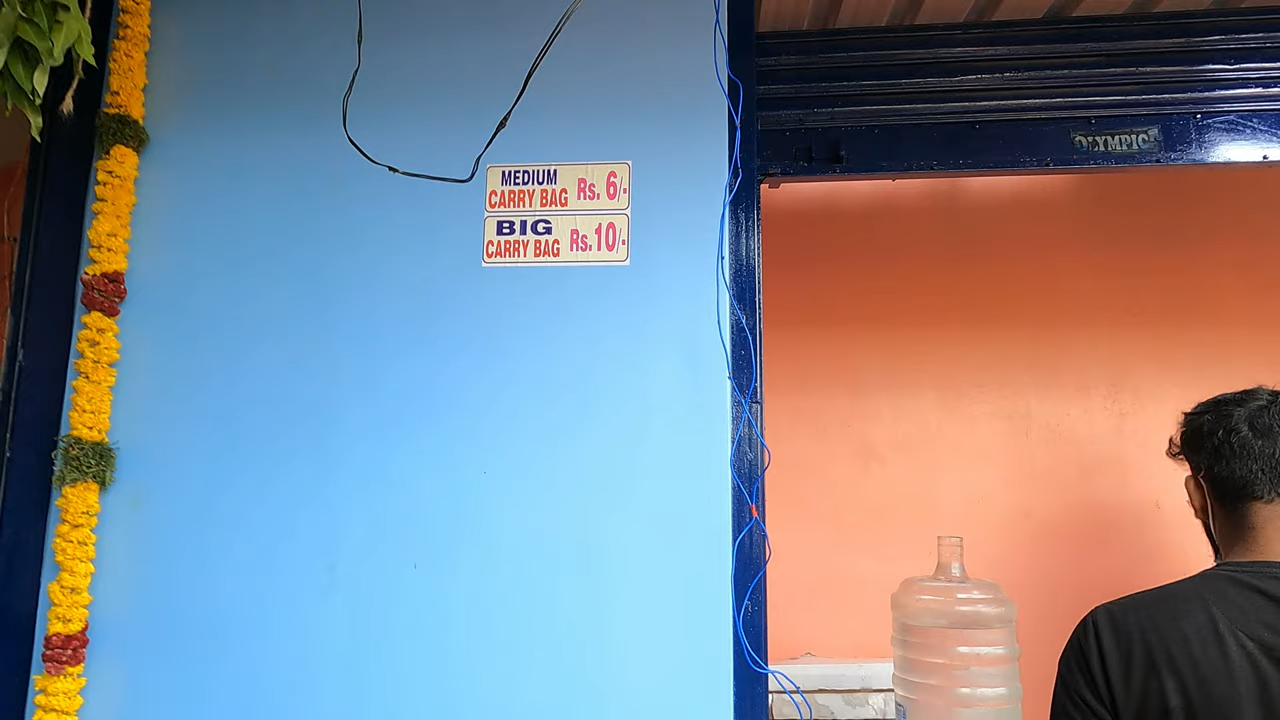 MEDIUM
CARRY BAG Rs. 6/-
BIG
CARRY BAG Rs.10/-
OLYMPIC